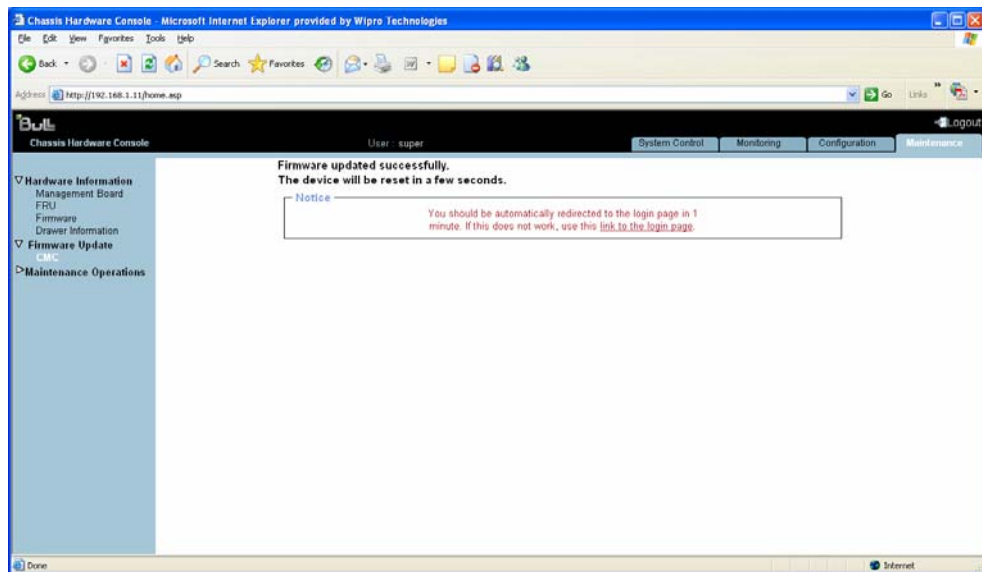 Chassis Hardware Console - Microsoft Internet Explorer provided by Wipro Technologies
File Edit View Favorites Tools Help
Back Search Favorites
Address http://192.168.1.11/home.asp Go Links »
Bull Logout
Chassis Hardware Console User : super System Control Monitoring Configuration Maintenance
Firmware updated successfully.
The device will be reset in a few seconds.
Hardware Information
Management Board
FRU
Firmware
Drawer Information
Firmware Update
CMC
Maintenance Operations
Notice
You should be automatically redirected to the login page in 1
minute. If this does not work, use this link to the login page.
Done Internet